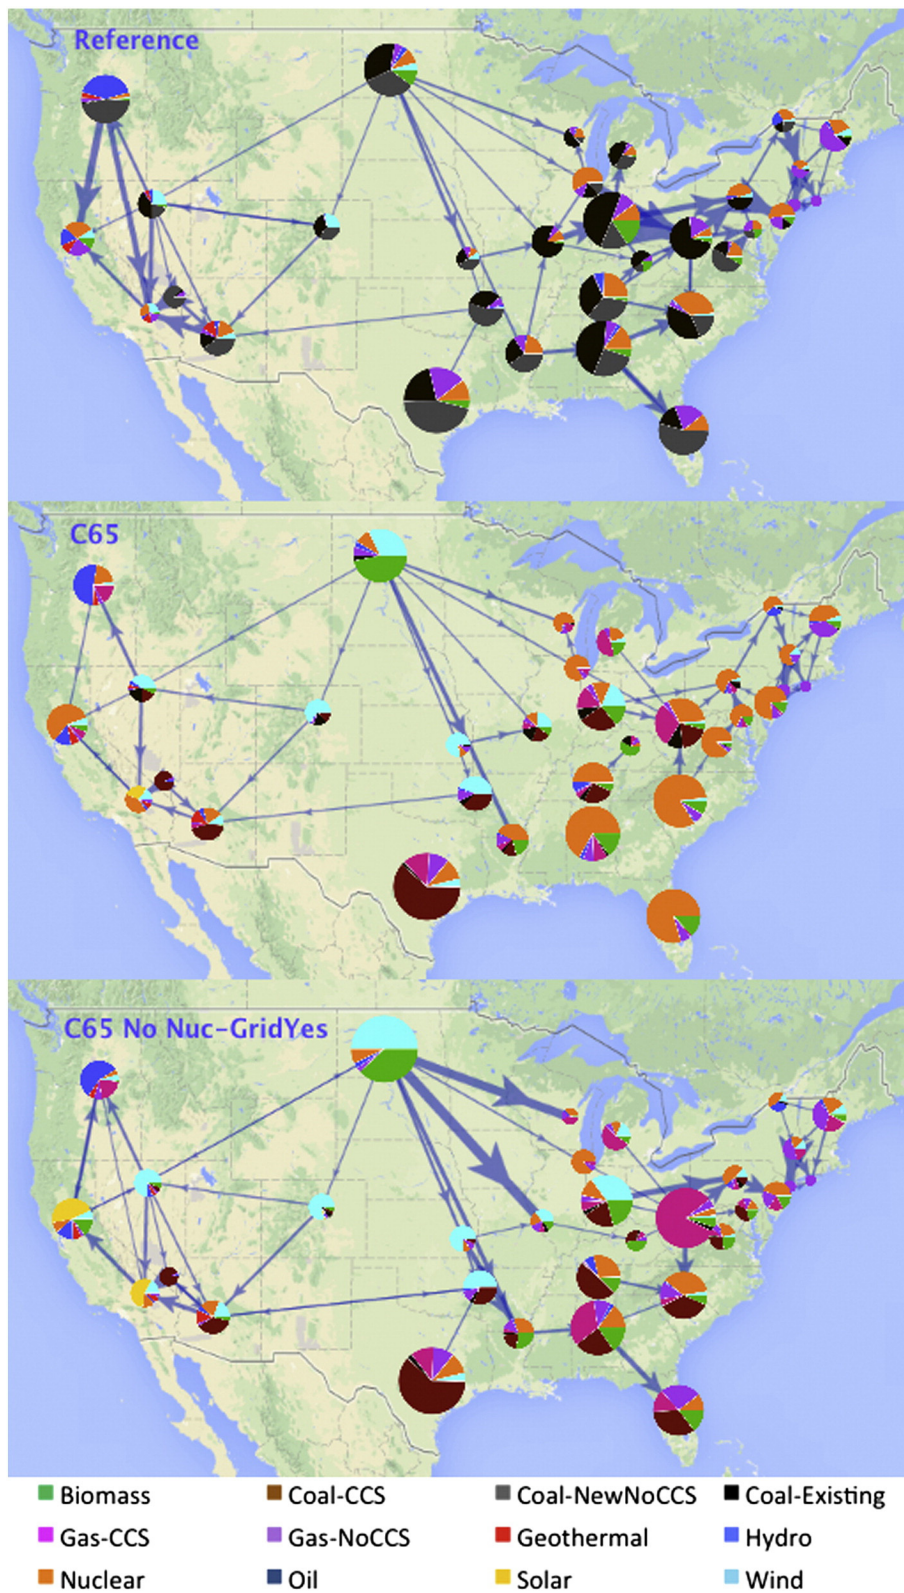 Reference
C65
C65 No Nuc-GridYes
Biomass Coal-CCS Coal-NewNoCCS Coal-Existing
Gas-CCS Gas-NoCCS Geothermal Hydro
Nuclear Oil Solar Wind